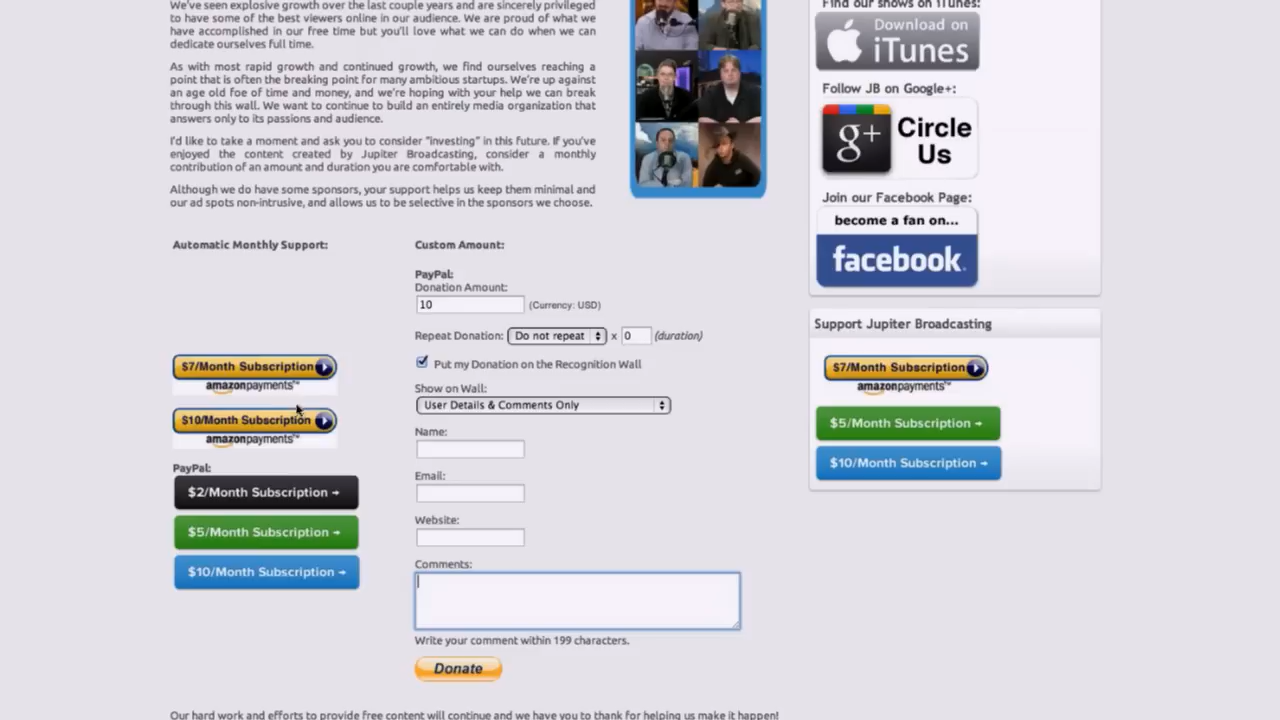 We've seen explosive growth over the last couple years and are sincerely privileged
to have some of the best viewers online in our audience. We are proud of what we
have accomplished in our free time but you'll love what we can do when we can
dedicate ourselves full time.
As with most rapid growth and continued growth, we find ourselves reaching a
point that is often the breaking point for many ambitious startups. We're up against
an age old foe of time and money, and we're hoping with your help we can break
through this wall. We want to continue to build an entirely media organization that
answers only to its passions and audience.
I'd like to take a moment and ask you to consider "investing" in this future. If you've
enjoyed the content created by Jupiter Broadcasting, consider a monthly
contribution of an amount and duration you are comfortable with.
Although we do have some sponsors, your support helps us keep them minimal and
our ad spots non-intrusive, and allows us to be selective in the sponsors we choose.
Automatic Monthly Support:
$7/Month Subscription
amazonpayments™
$10/Month Subscription
amazonpayments™
PayPal:
$2/Month Subscription →
$5/Month Subscription →
$10/Month Subscription →
Custom Amount:
PayPal:
Donation Amount:
10 (Currency: USD)
Repeat Donation: Do not repeat x 0 (duration)
Put my Donation on the Recognition Wall
Show on Wall:
User Details & Comments Only
Name:
Email:
Website:
Comments:
Write your comment within 199 characters.
Donate
Our hard work and efforts to provide free content will continue and we have you to thank for helping us make it happen!
Find our shows on iTunes:
Download on
iTunes
Follow JB on Google+:
g+ Circle
Us
Join our Facebook Page:
become a fan on...
facebook.
Support Jupiter Broadcasting
$7/Month Subscription
amazonpayments™
$5/Month Subscription →
$10/Month Subscription →